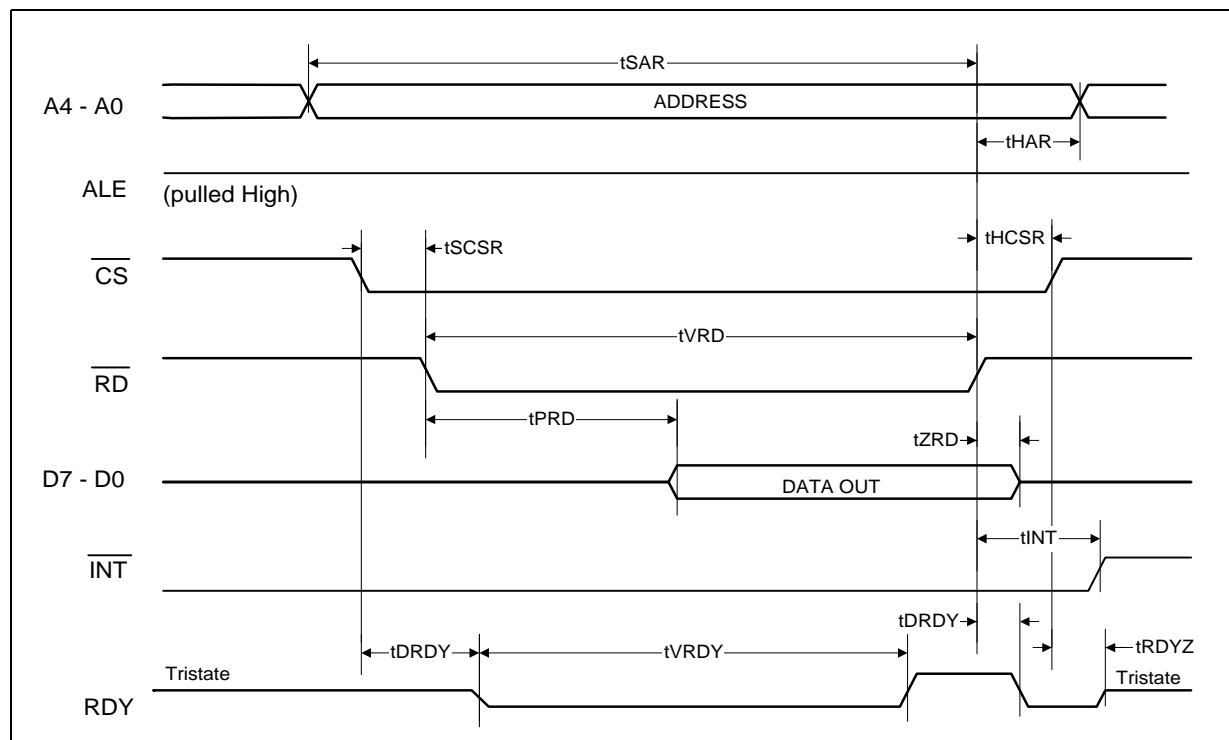 tSAR
A4 - A0
ADDRESS
tHAR
ALE
(pulled High)
tSCSR
tHCSR
CS
tVRD
RD
tPRD
tZRD
D7 - D0
DATA OUT
tINT
INT
tDRDY
tDRDY
tVRDY
tRDYZ
Tristate
Tristate
RDY